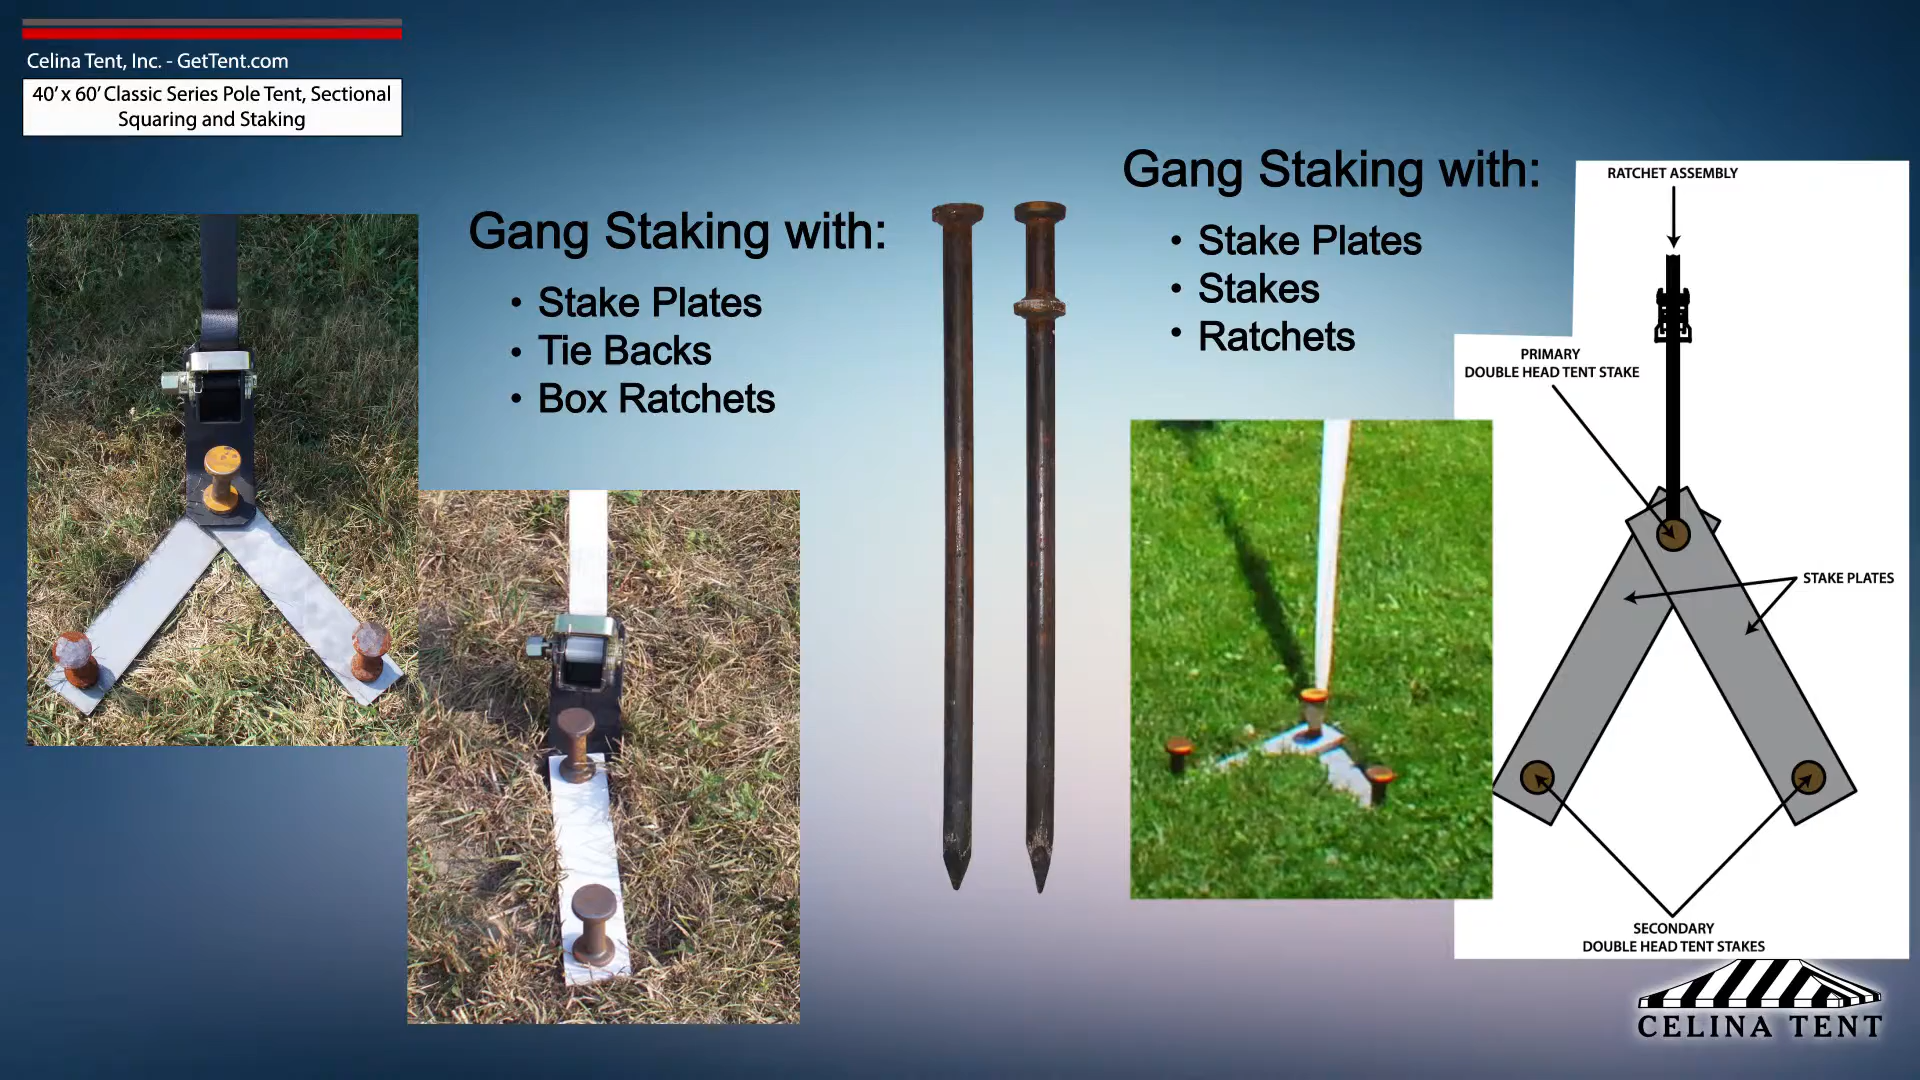 Celina Tent, Inc. - GetTent.com
40' x 60' Classic Series Pole Tent, Sectional
Squaring and Staking
Gang Staking with:
• Stake Plates
• Tie Backs
• Box Ratchets
Gang Staking with:
• Stake Plates
• Stakes
• Ratchets
RATCHET ASSEMBLY
PRIMARY
DOUBLE HEAD TENT STAKE
STAKE PLATES
SECONDARY
DOUBLE HEAD TENT STAKES
CELINA TENT